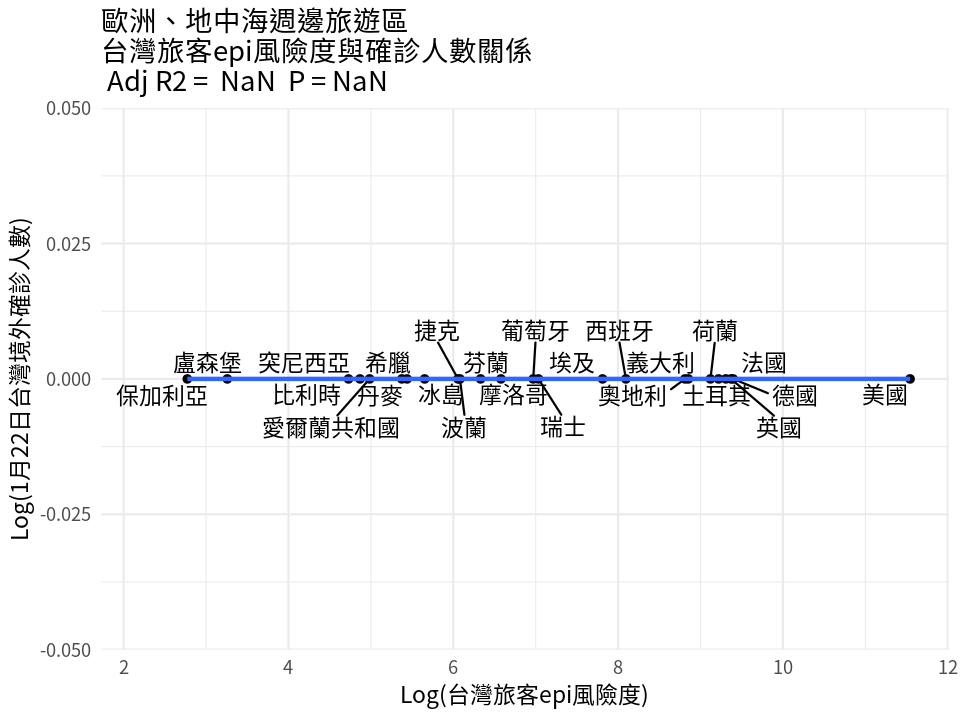 歐洲、地中海週邊旅遊區
台灣旅客epi風險度與確診人數關係
Adj R2 = NaN P = NaN
0.050
0.025
0.000
-0.025
-0.050
Log(1月22日台灣境外確診人數)
捷克
葡萄牙
西班牙
荷蘭
盧森堡
突尼西亞
希臘
芬蘭
埃及
義大利
法國
保加利亞
比利時
丹麥
冰島
摩洛哥
奧地利
土耳其
德國
美國
愛爾蘭共和國
波蘭
瑞士
英國
2
4
6
8
10
12
Log(台灣旅客epi風險度)